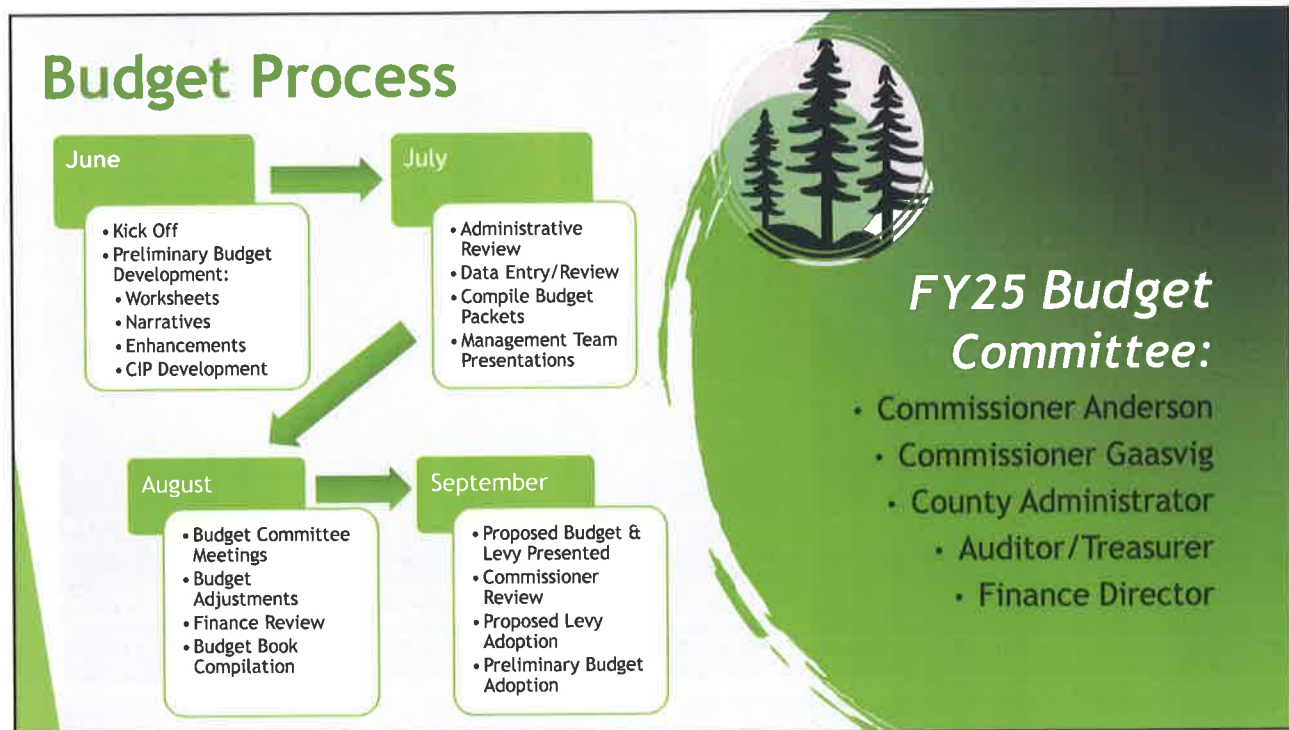 Budget Process
June
• Kick Off
• Preliminary Budget
Development:
• Worksheets
• Narratives
• Enhancements
• CIP Development
July
• Administrative
Review
• Data Entry/Review
• Compile Budget
Packets
• Management Team
Presentations
August
• Budget Committee
Meetings
• Budget
Adjustments
• Finance Review
• Budget Book
Compilation
September
• Proposed Budget &
Levy Presented
• Commissioner
Review
• Proposed Levy
Adoption
• Preliminary Budget
Adoption
FY25 Budget
Committee:
• Commissioner Anderson
• Commissioner Gaasvig
• County Administrator
• Auditor/Treasurer
• Finance Director